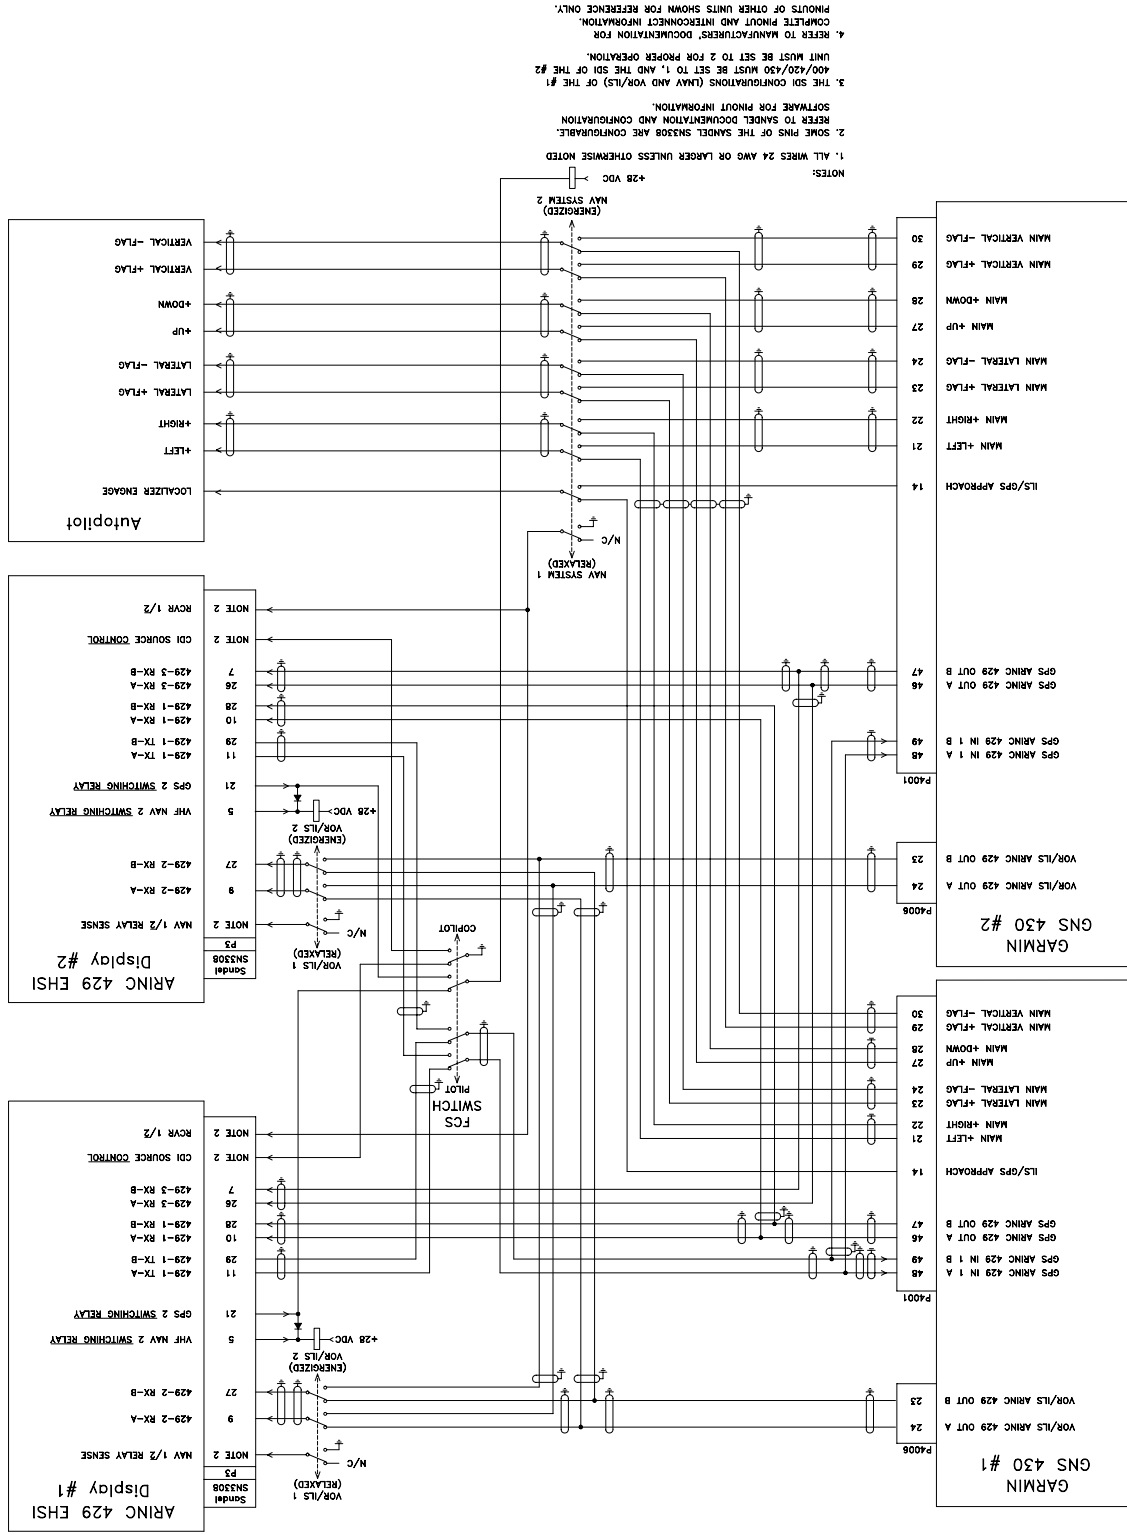 GARMIN
GNS 430 #1
P4006
VOR/ILS ARINC 429 OUT A 24
VOR/ILS ARINC 429 OUT B 23
P4001
GPS ARINC 429 IN 1 A 48
GPS ARINC 429 IN 1 B 49
GPS ARINC 429 OUT A 46
GPS ARINC 429 OUT B 47
ILS/GPS APPROACH 14
MAIN +LEFT 21
MAIN +RIGHT 22
MAIN LATERAL +FLAG 23
MAIN LATERAL -FLAG 24
MAIN +UP 27
MAIN +DOWN 28
MAIN VERTICAL +FLAG 29
MAIN VERTICAL -FLAG 30
GARMIN
GNS 430 #2
P4006
VOR/ILS ARINC 429 OUT A 24
VOR/ILS ARINC 429 OUT B 23
P4001
GPS ARINC 429 IN 1 A 48
GPS ARINC 429 IN 1 B 49
GPS ARINC 429 OUT A 46
GPS ARINC 429 OUT B 47
ILS/GPS APPROACH 14
MAIN +LEFT 21
MAIN +RIGHT 22
MAIN LATERAL +FLAG 23
MAIN LATERAL -FLAG 24
MAIN +UP 27
MAIN +DOWN 28
MAIN VERTICAL +FLAG 29
MAIN VERTICAL -FLAG 30
VOR/ILS 1
(RELAXED)
N/C
(ENERGIZED)
VOR/ILS 2
+28 VDC
FCS
SWITCH
PILOT
COPILOT
VOR/ILS 1
(RELAXED)
N/C
(ENERGIZED)
VOR/ILS 2
+28 VDC
NAV SYSTEM 1
(RELAXED)
N/C
(ENERGIZED)
NAV SYSTEM 2
+28 VDC
ARINC 429 EHSI
Display #1
Sandel
SN3308
P3
NOTE 2 NAV 1/2 RELAY SENSE
9 429-2 RX-A
27 429-2 RX-B
5 VHF NAV 2 SWITCHING RELAY
21 GPS 2 SWITCHING RELAY
11 429-1 TX-A
29 429-1 TX-B
10 429-1 RX-A
28 429-1 RX-B
26 429-3 RX-A
7 429-3 RX-B
NOTE 2 CDI SOURCE CONTROL
NOTE 2 RCVR 1/2
ARINC 429 EHSI
Display #2
Sandel
SN3308
P3
NOTE 2 NAV 1/2 RELAY SENSE
9 429-2 RX-A
27 429-2 RX-B
5 VHF NAV 2 SWITCHING RELAY
21 GPS 2 SWITCHING RELAY
11 429-1 TX-A
29 429-1 TX-B
10 429-1 RX-A
28 429-1 RX-B
26 429-3 RX-A
7 429-3 RX-B
NOTE 2 CDI SOURCE CONTROL
NOTE 2 RCVR 1/2
Autopilot
LOCALIZER ENGAGE
+LEFT
+RIGHT
LATERAL +FLAG
LATERAL -FLAG
+UP
+DOWN
VERTICAL +FLAG
VERTICAL -FLAG
NOTES:
1. ALL WIRES 24 AWG OR LARGER UNLESS OTHERWISE NOTED
2. SOME PINS OF THE SANDEL SN3308 ARE CONFIGURABLE.
REFER TO SANDEL DOCUMENTATION AND CONFIGURATION
SOFTWARE FOR PINOUT INFORMATION.
3. THE SDI CONFIGURATIONS (LNAV AND VOR/ILS) OF THE #1
400/420/430 MUST BE SET TO 1, AND THE SDI OF THE #2
UNIT MUST BE SET TO 2 FOR PROPER OPERATION.
4. REFER TO MANUFACTURERS' DOCUMENTATION FOR
COMPLETE PINOUT AND INTERCONNECT INFORMATION.
PINOUTS OF OTHER UNITS SHOWN FOR REFERENCE ONLY.